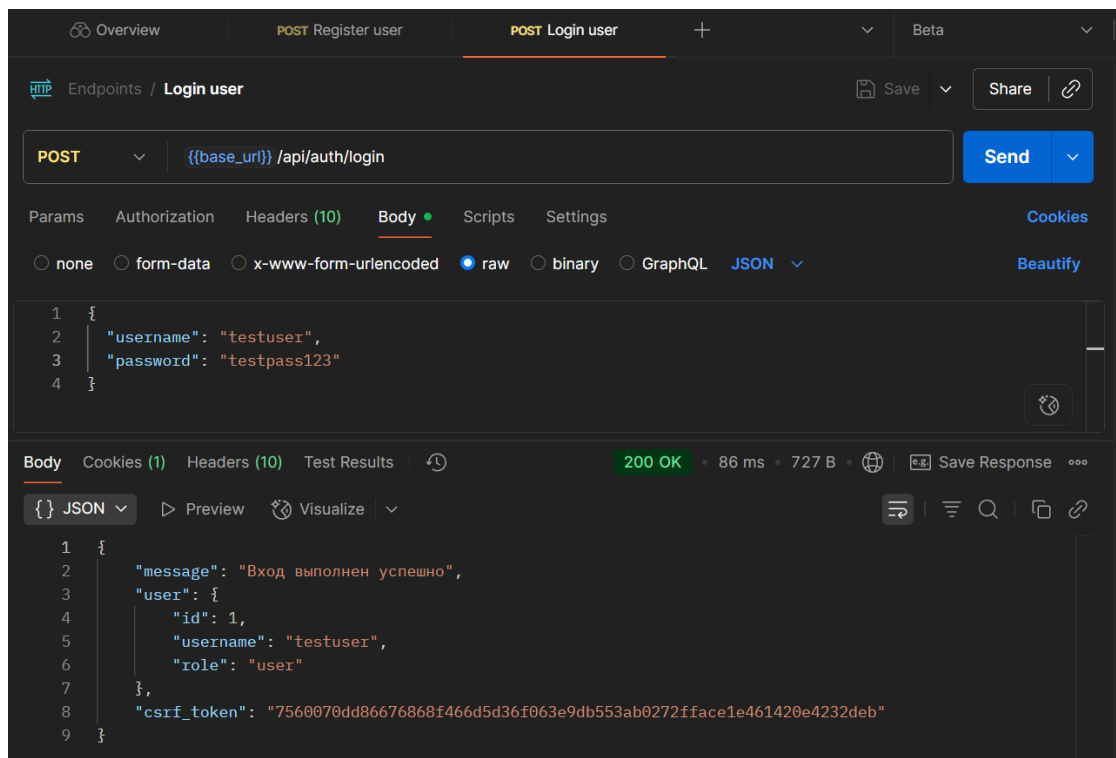 Overview POST Register user POST Login user Beta
HTTP Endpoints / Login user Save Share
POST {{base_url}} /api/auth/login Send
Params Authorization Headers (10) Body Scripts Settings Cookies
none form-data x-www-form-urlencoded raw binary GraphQL JSON Beautify
1 {
2 "username": "testuser",
3 "password": "testpass123"
4 }
Body Cookies (1) Headers (10) Test Results 200 OK • 86 ms • 727 B • e.g. Save Response
{} JSON Preview Visualize
1 {
2 "message": "Вход выполнен успешно",
3 "user": {
4 "id": 1,
5 "username": "testuser",
6 "role": "user"
7 },
8 "csrf_token": "7560070dd86676868f466d5d36f063e9db553ab0272fface1e461420e4232deb"
9 }